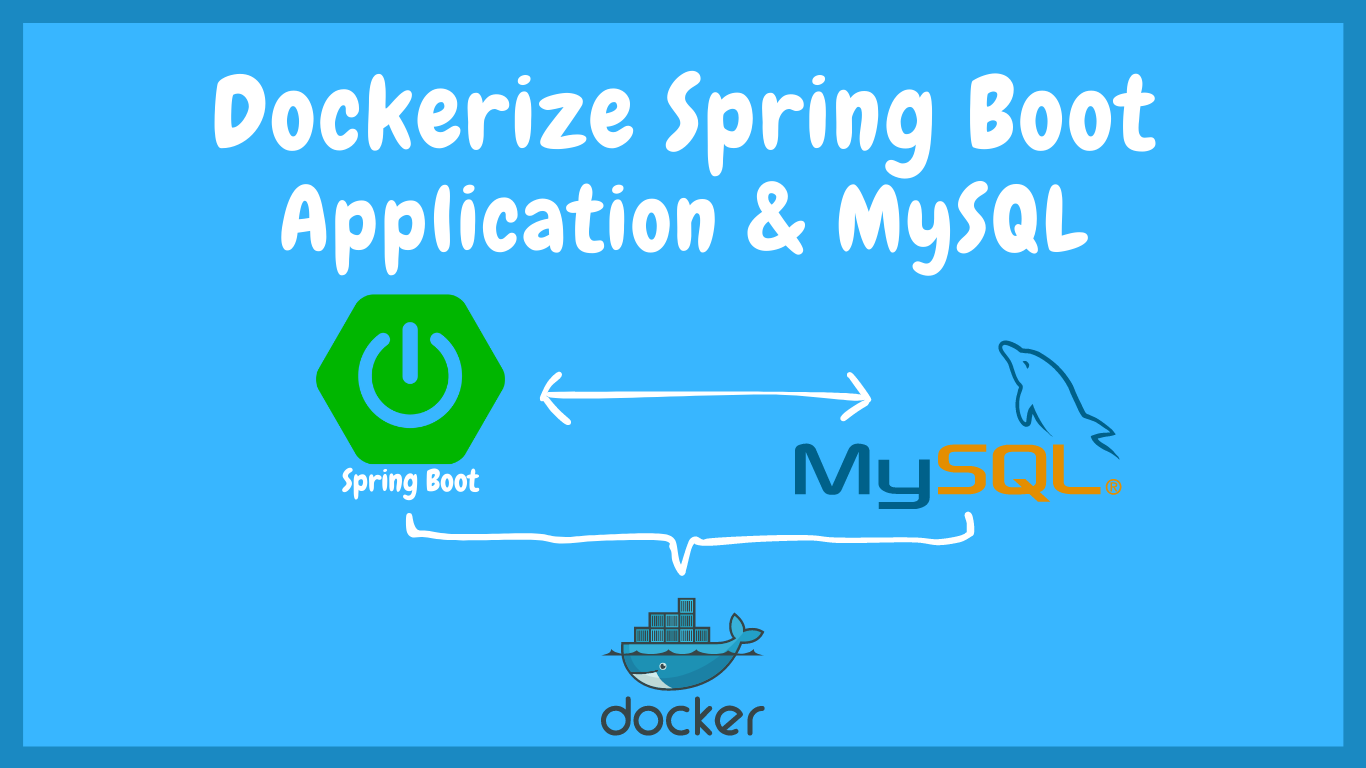 Dockerize Spring Boot
Application & MySQL
Spring Boot
MySQL®
docker